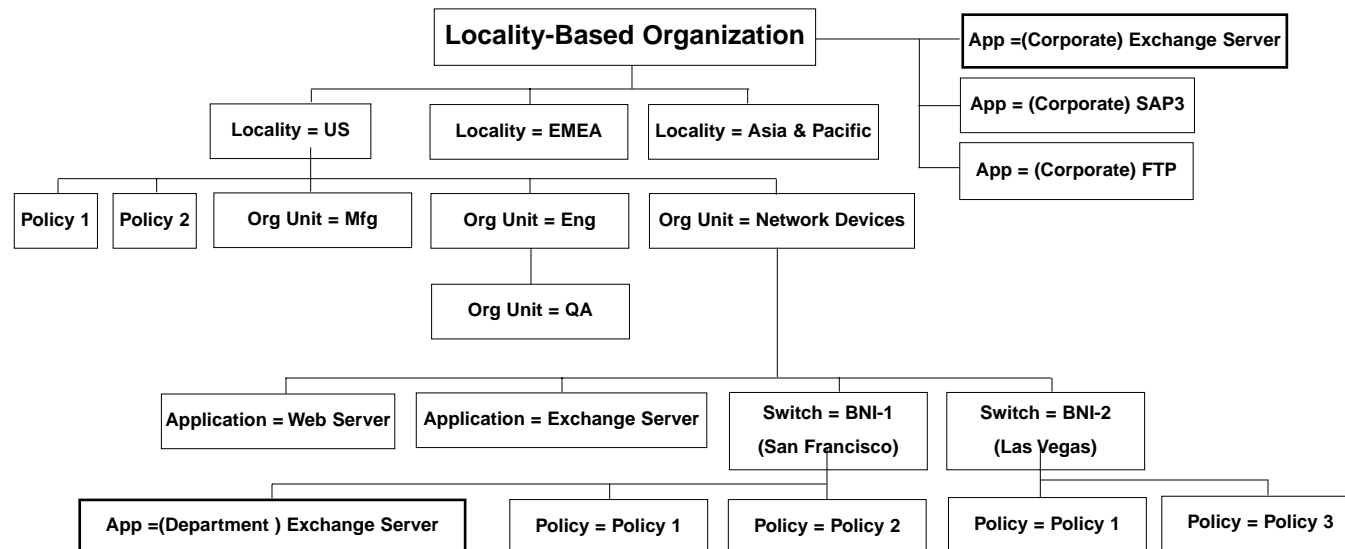 Locality-Based Organization
App =(Corporate) Exchange Server
App = (Corporate) SAP3
App = (Corporate) FTP
Locality = US
Locality = EMEA
Locality = Asia & Pacific
Policy 1
Policy 2
Org Unit = Mfg
Org Unit = Eng
Org Unit = Network Devices
Org Unit = QA
Application = Web Server
Application = Exchange Server
Switch = BNI-1
(San Francisco)
Switch = BNI-2
(Las Vegas)
App =(Department ) Exchange Server
Policy = Policy 1
Policy = Policy 2
Policy = Policy 1
Policy = Policy 3